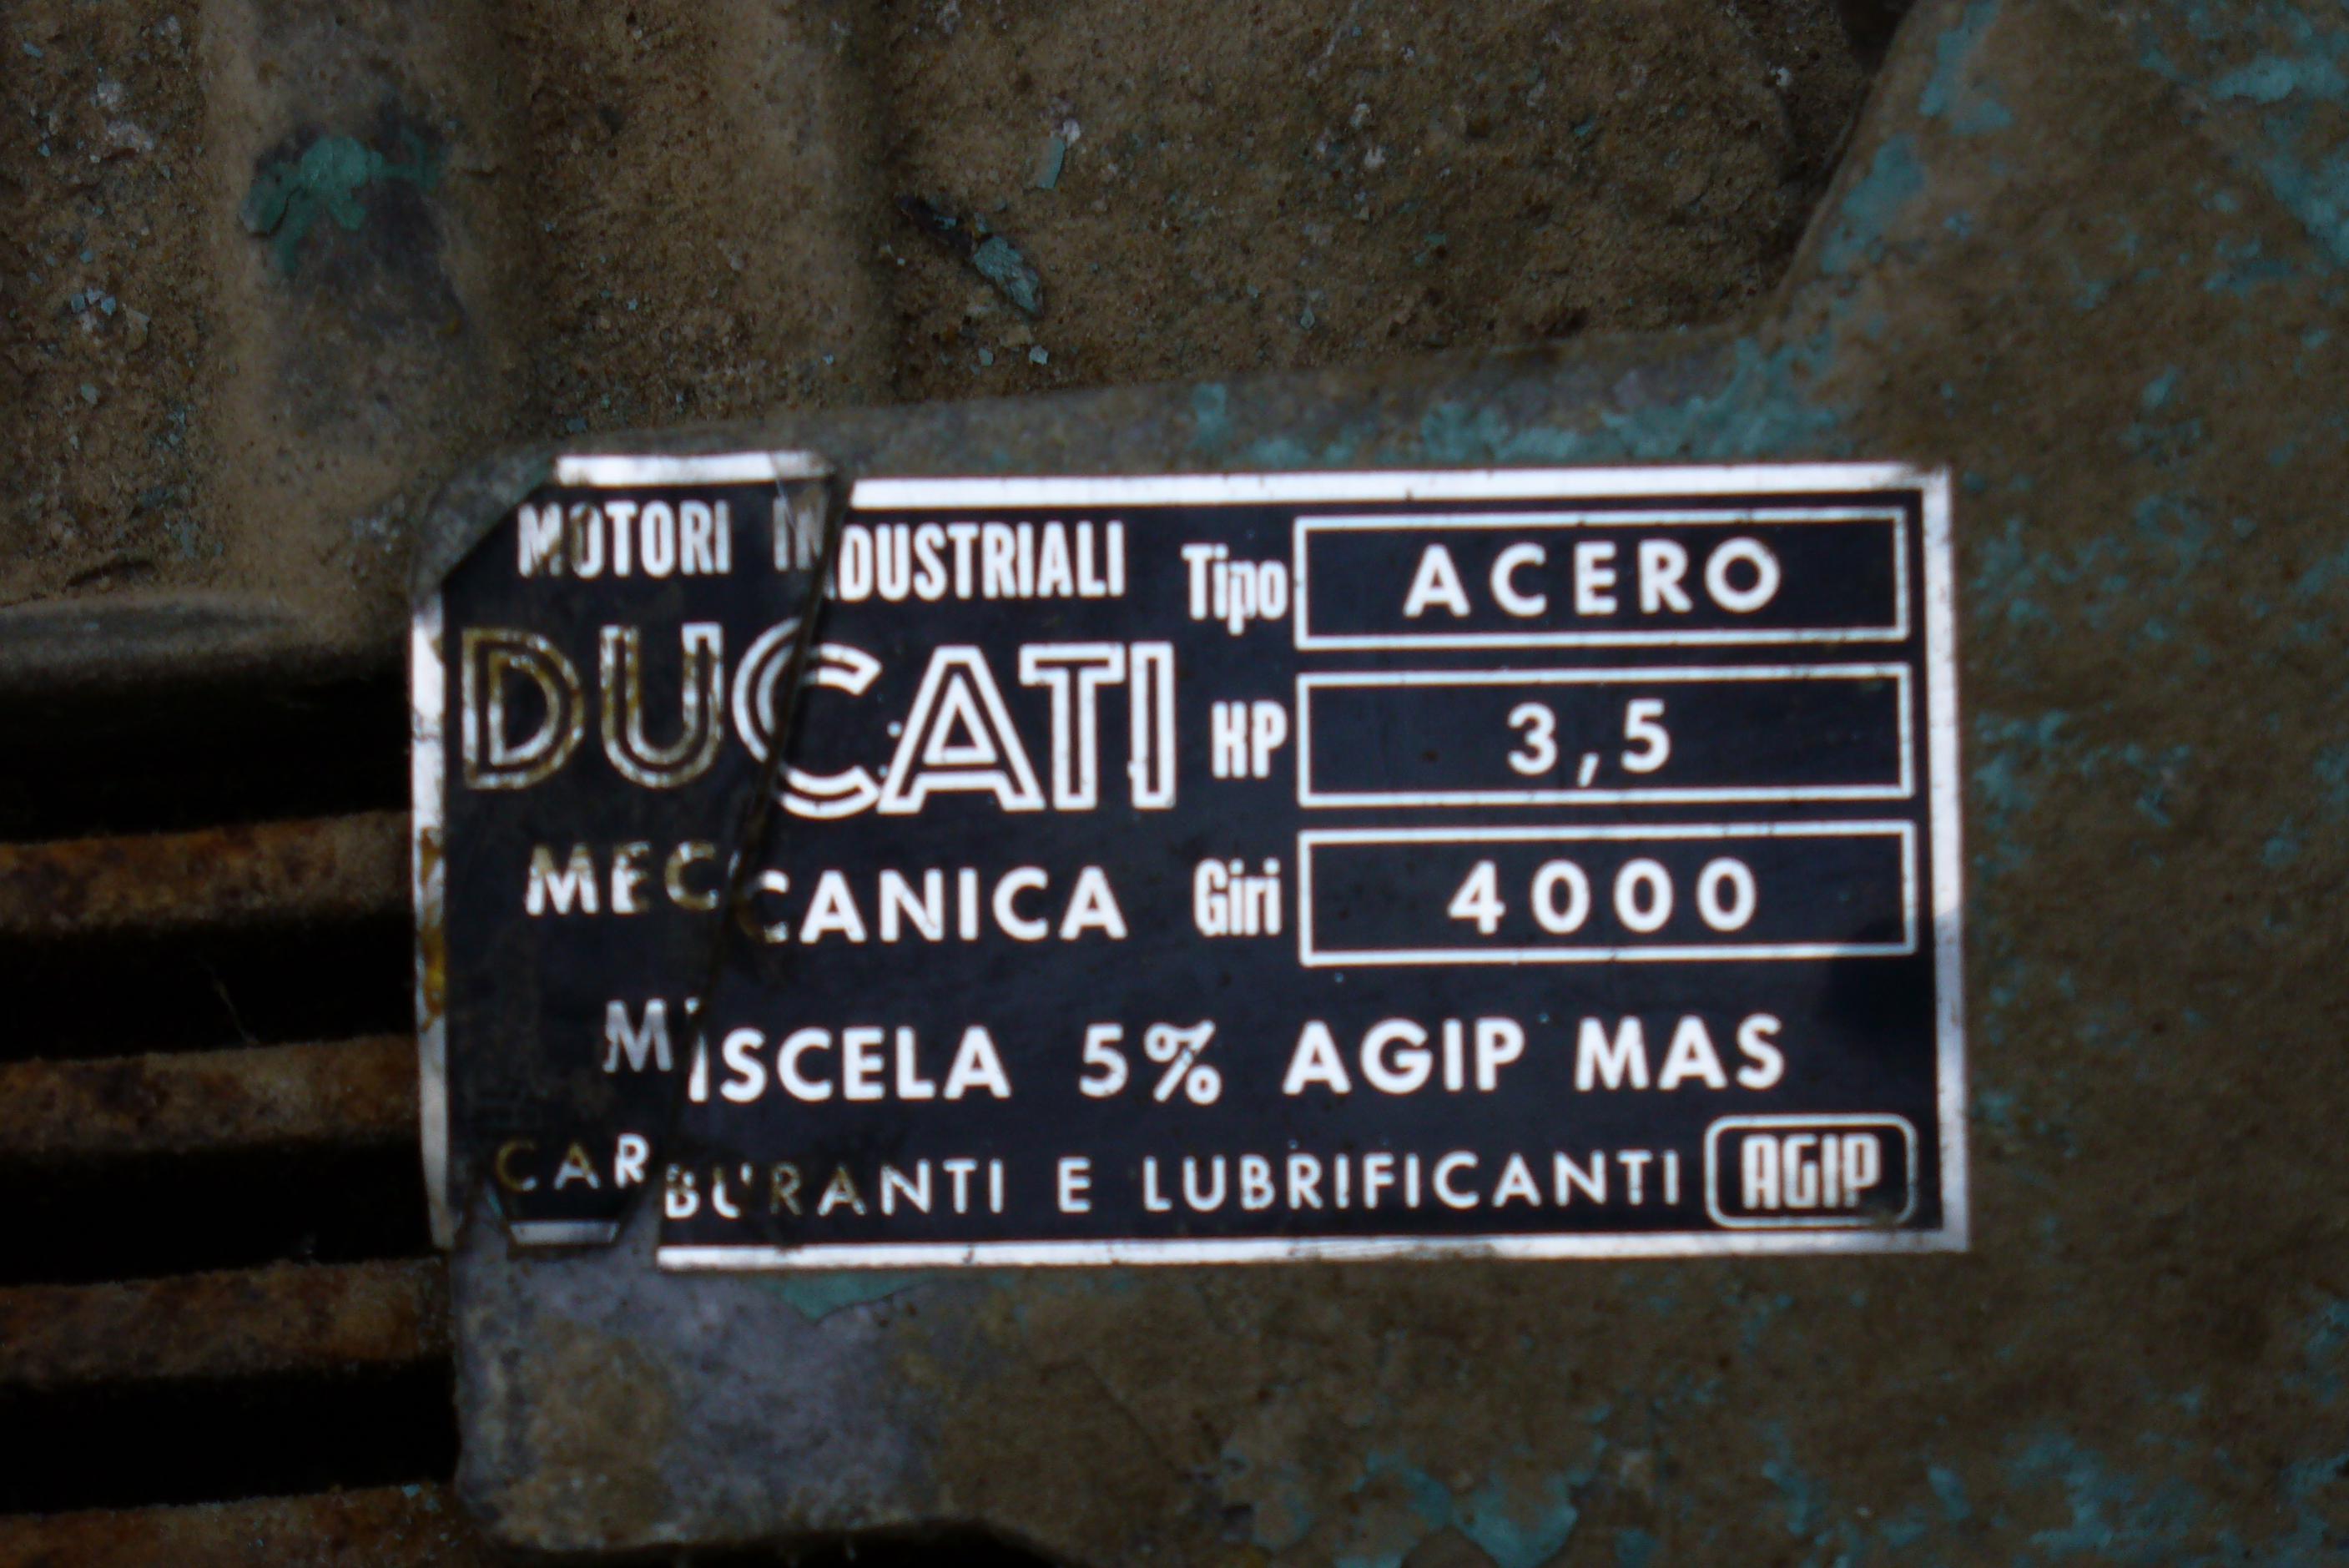 MOTORI INDUSTRIALI
DUCATI
MECCANICA
Tipo ACERO
HP 3,5
Giri 4000
MISCELA 5% AGIP MAS
CARBURANTI E LUBRIFICANTI AGIP